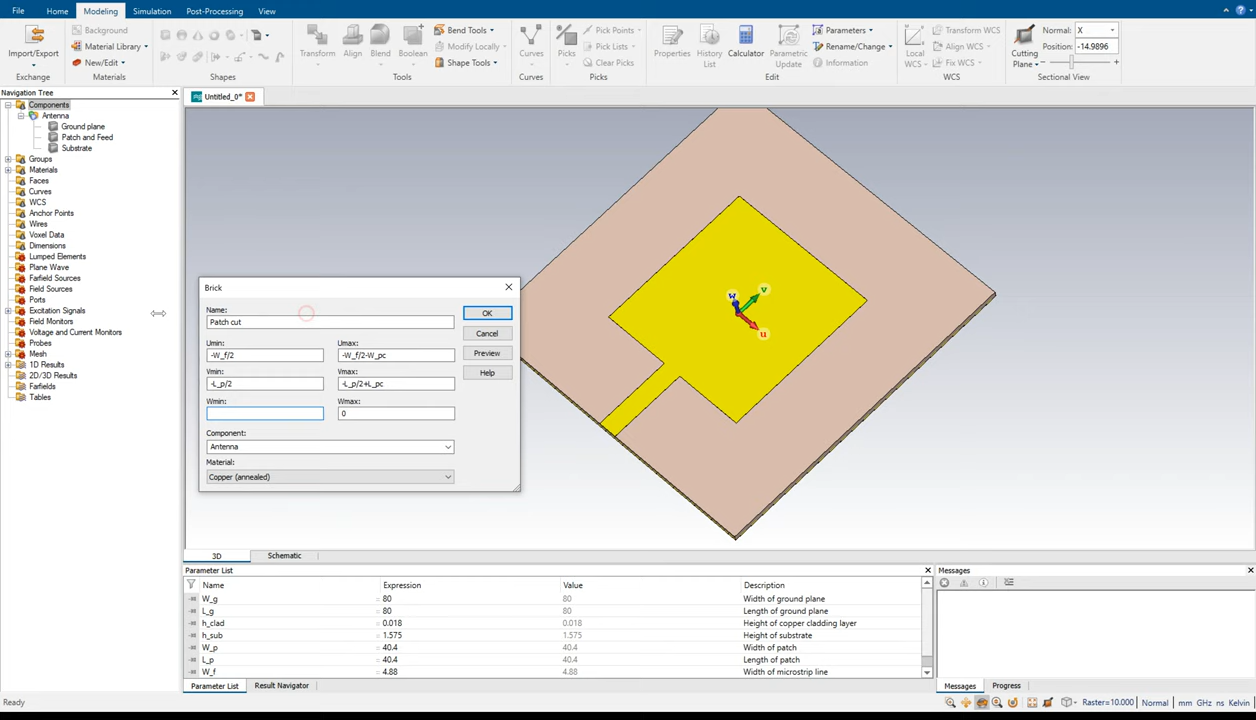 File Home Modeling Simulation Post-Processing View
Import/Export
Exchange
Background
Material Library
New/Edit
Materials
Shapes
Transform Align Blend Boolean
Bend Tools
Modify Locally
Shape Tools
Tools
Curves
Curves
Picks
Pick Points
Pick Lists
Clear Picks
Picks
Properties History List Calculator Parametric Update
Parameters
Rename/Change
Information
Edit
Local WCS
Transform WCS
Align WCS
Fix WCS
WCS
Cutting Plane
Normal: X
Position: -14.9896
Sectional View
Navigation Tree
Components
Antenna
Ground plane
Patch and Feed
Substrate
Groups
Materials
Faces
Curves
WCS
Anchor Points
Wires
Voxel Data
Dimensions
Lumped Elements
Plane Wave
Farfield Sources
Field Sources
Ports
Excitation Signals
Field Monitors
Voltage and Current Monitors
Probes
Mesh
1D Results
2D/3D Results
Farfields
Tables
Untitled_0*
Brick
Name:
Patch cut
OK
Cancel
Preview
Help
Umin: Umax:
-W_f/2 -W_f/2-W_pc
Vmin: Vmax:
-L_p/2 -L_p/2+L_pc
Wmin: Wmax:
0
Component:
Antenna
Material:
Copper (annealed)
w v
u
3D Schematic
Parameter List
Name Expression Value Description
W_g = 80 80 Width of ground plane
L_g = 80 80 Length of ground plane
h_clad = 0.018 0.018 Height of copper cladding layer
h_sub = 1.575 1.575 Height of substrate
W_p = 40.4 40.4 Width of patch
L_p = 40.4 40.4 Length of patch
W_f = 4.88 4.88 Width of microstrip line
Parameter List Result Navigator
Messages
Messages Progress
Ready
Raster=10.000 Normal mm GHz ns Kelvin